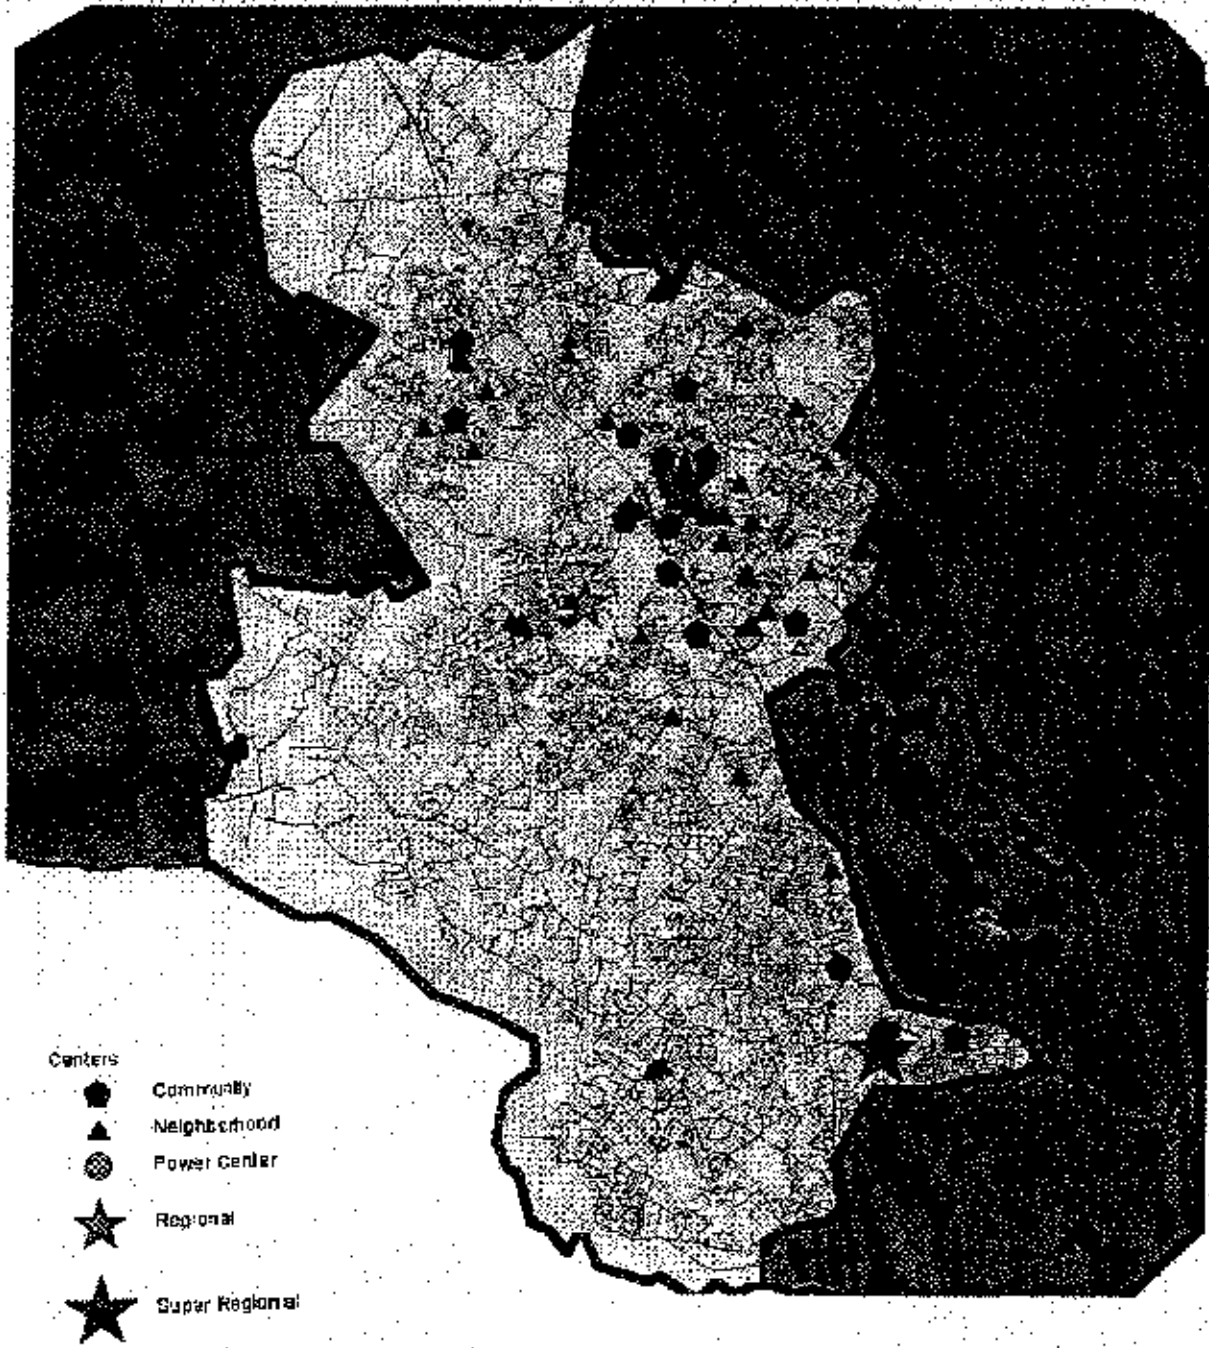 Centers
Community
Neighborhood
Power Center
Regional
Super Regional